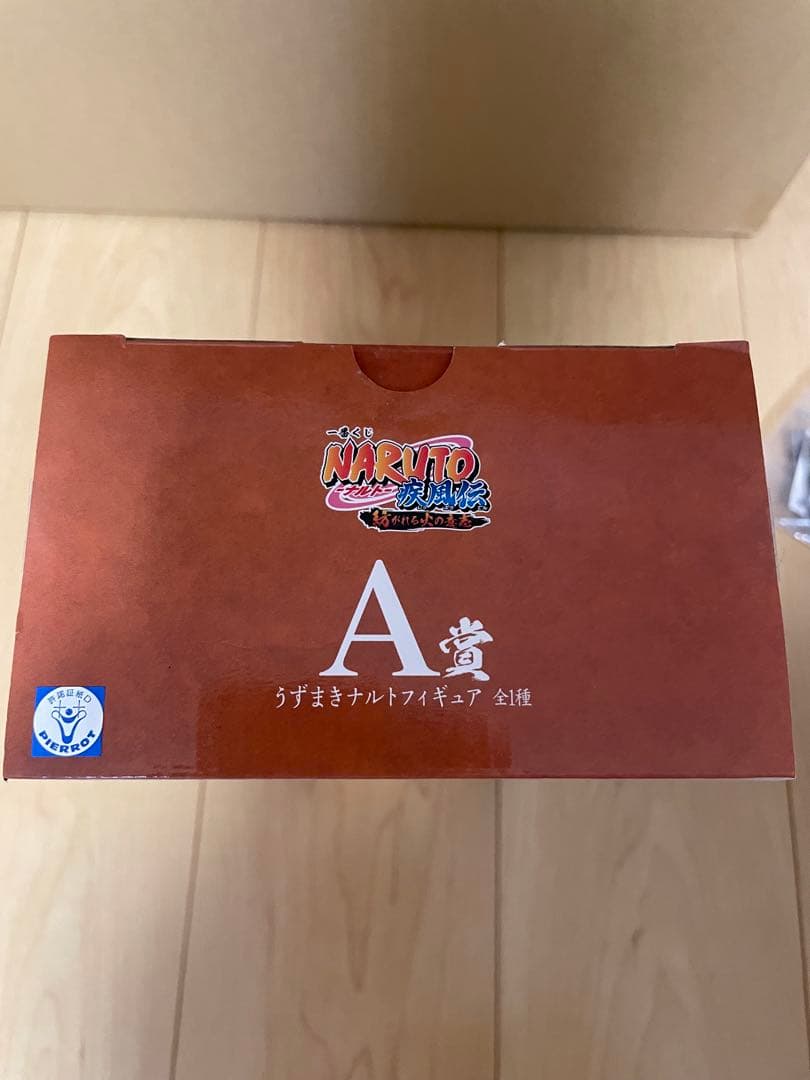 一番くじ
NARUTO
-ナルト-
疾風伝
紡がれる火の意志
A賞
うずまきナルトフィギュア 全1種
許諾証紙D
PIERROT